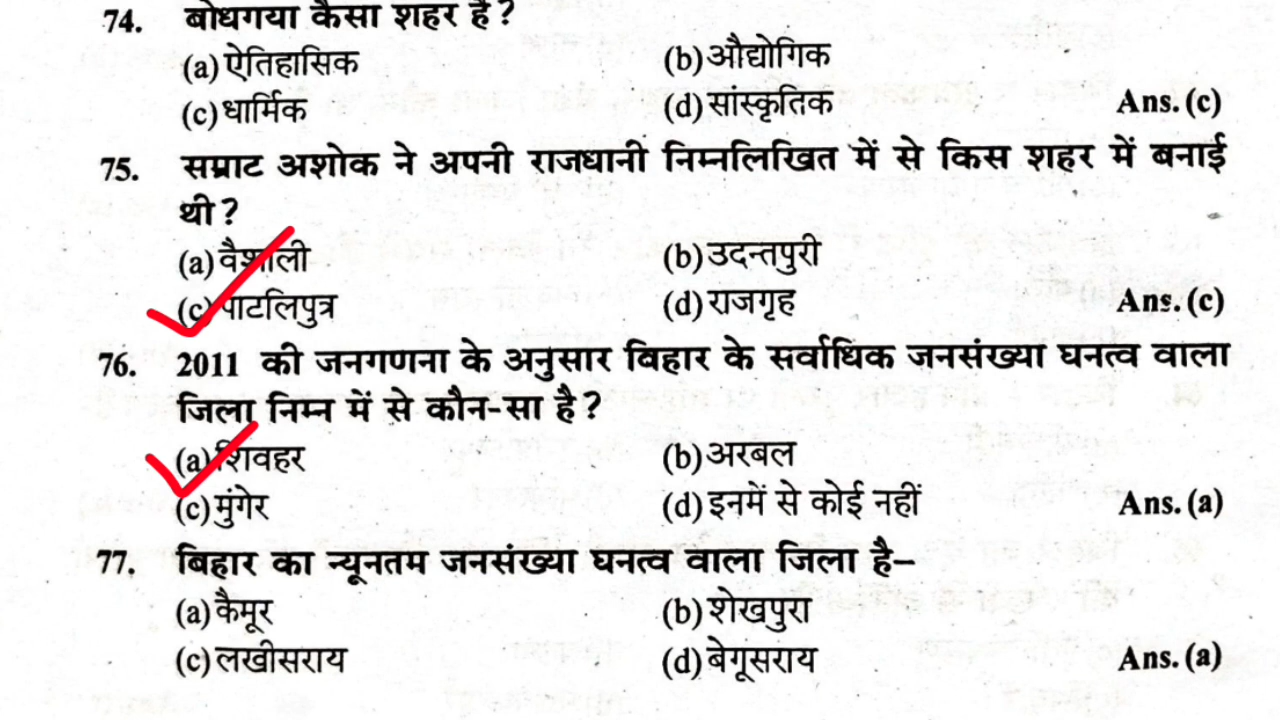 74. बोधगया कैसा शहर है?
(a) ऐतिहासिक (b) औद्योगिक
(c) धार्मिक (d) सांस्कृतिक Ans. (c)
75. सम्राट अशोक ने अपनी राजधानी निम्नलिखित में से किस शहर में बनाई
थी?
(a) वैशाली (b) उदन्तपुरी
(c) पाटलिपुत्र (d) राजगृह Ans. (c)
76. 2011 की जनगणना के अनुसार बिहार के सर्वाधिक जनसंख्या घनत्व वाला
जिला निम्न में से कौन-सा है?
(a) शिवहर (b) अरबल
(c) मुंगेर (d) इनमें से कोई नहीं Ans. (a)
77. बिहार का न्यूनतम जनसंख्या घनत्व वाला जिला है–
(a) कैमूर (b) शेखपुरा
(c) लखीसराय (d) बेगूसराय Ans. (a)